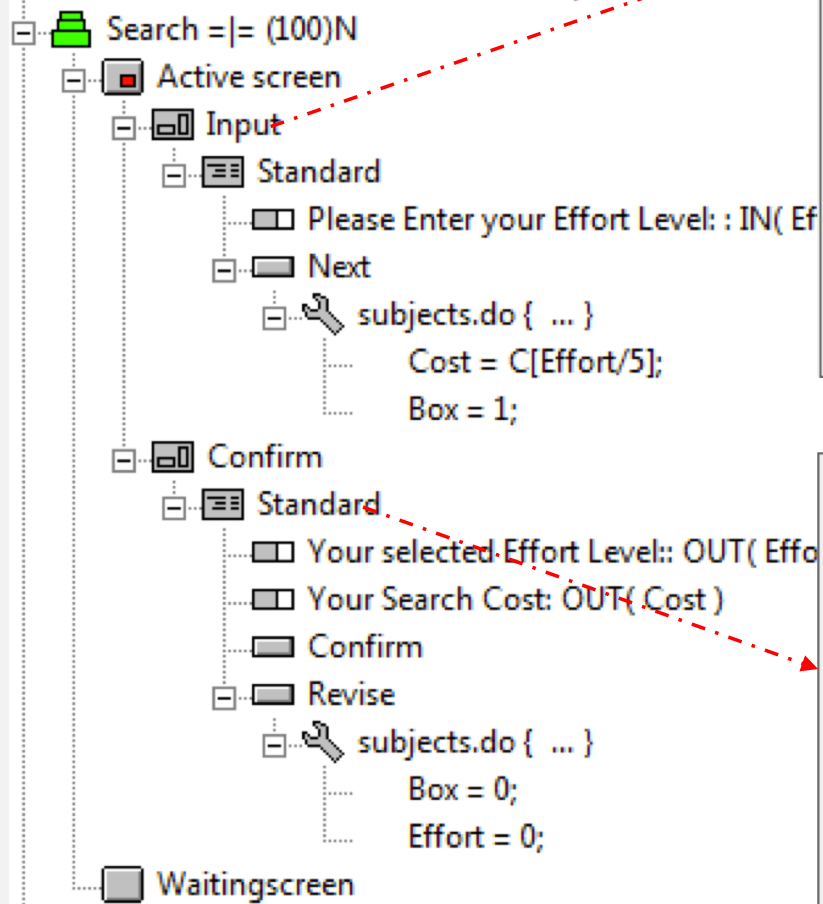 Search =|= (100)N
Active screen
Input
Standard
Please Enter your Effort Level: : IN( Ef
Next
subjects.do { ... }
Cost = C[Effort/5];
Box = 1;
Confirm
Standard
Your selected Effort Level:: OUT( Effo
Your Search Cost: OUT( Cost )
Confirm
Revise
subjects.do { ... }
Box = 0;
Effort = 0;
Waitingscreen